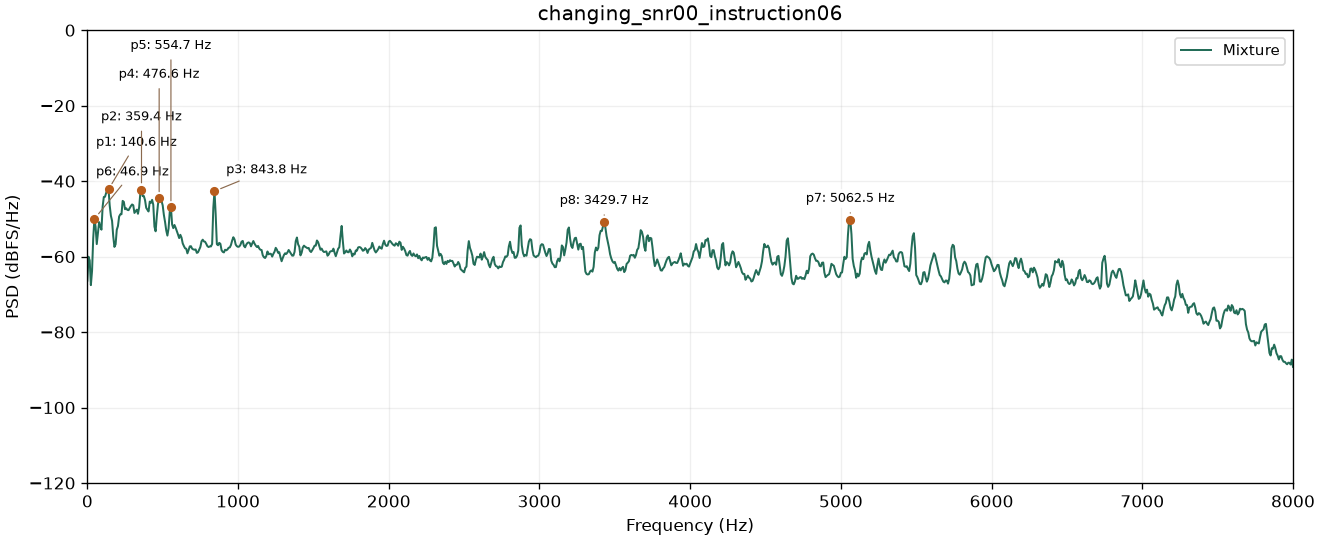 changing_snr00_instruction06
Mixture
p5: 554.7 Hz
p4: 476.6 Hz
p2: 359.4 Hz
p1: 140.6 Hz
p6: 46.9 Hz
p3: 843.8 Hz
p8: 3429.7 Hz
p7: 5062.5 Hz
PSD (dBFS/Hz)
0
−20
−40
−60
−80
−100
−120
0 1000 2000 3000 4000 5000 6000 7000 8000
Frequency (Hz)